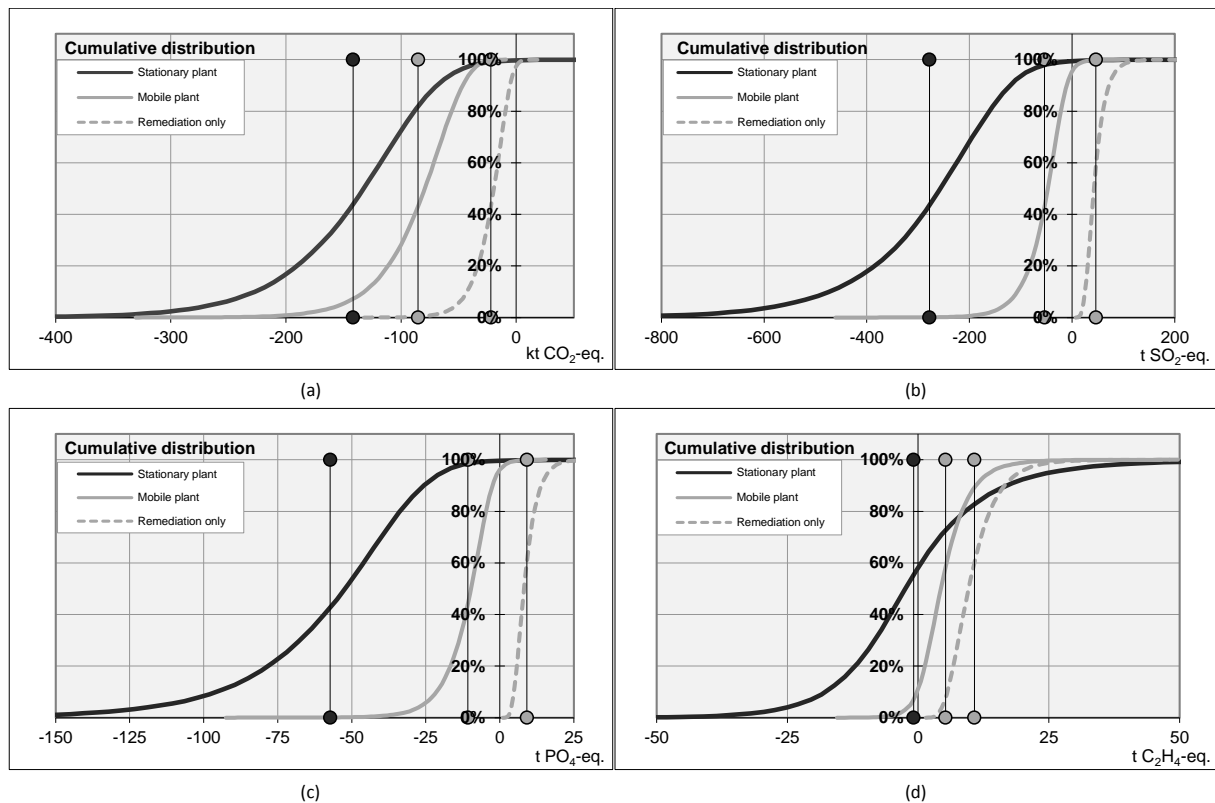 Cumulative distribution
Stationary plant
Mobile plant
Remediation only
100%
80%
60%
40%
20%
0%
-400 -300 -200 -100 0
kt CO₂-eq.
(a)
Cumulative distribution
Stationary plant
Mobile plant
Remediation only
100%
80%
60%
40%
20%
0%
-800 -600 -400 -200 0 200
t SO₂-eq.
(b)
Cumulative distribution
Stationary plant
Mobile plant
Remediation only
100%
80%
60%
40%
20%
0%
-150 -125 -100 -75 -50 -25 0 25
t PO₄-eq.
(c)
Cumulative distribution
Stationary plant
Mobile plant
Remediation only
100%
80%
60%
40%
20%
0%
-50 -25 0 25 50
t C₂H₄-eq.
(d)